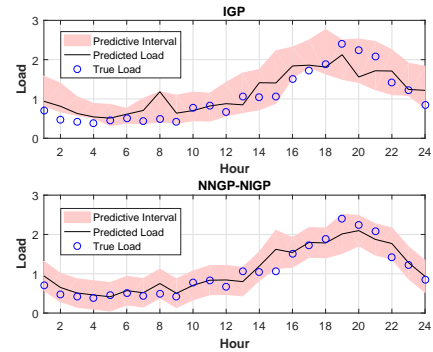 IGP
3
2
1
0
Load
Predictive Interval
Predicted Load
True Load
2 4 6 8 10 12 14 16 18 20 22 24
Hour
NNGP-NIGP
3
2
1
0
Load
Predictive Interval
Predicted Load
True Load
2 4 6 8 10 12 14 16 18 20 22 24
Hour